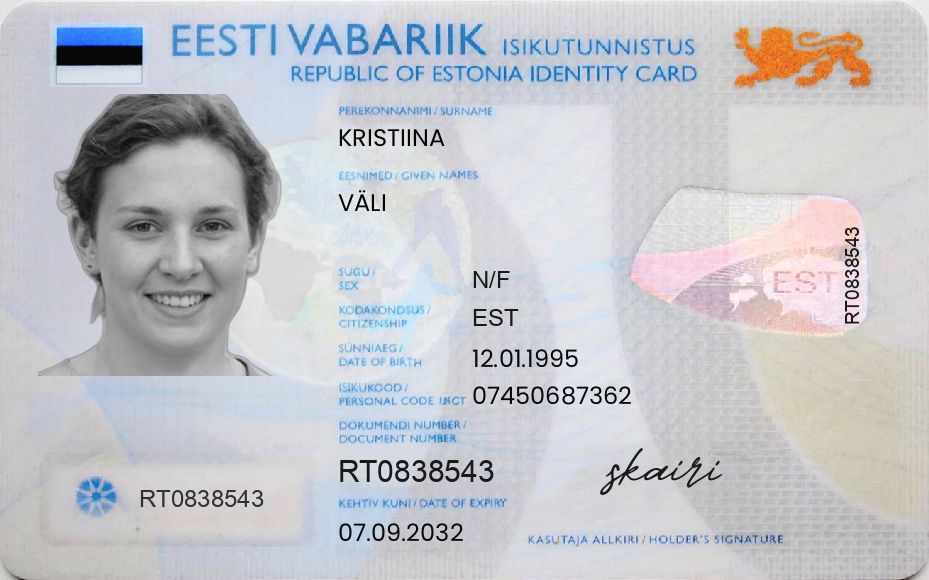 EESTI VABARIIK ISIKUTUNNISTUS
REPUBLIC OF ESTONIA IDENTITY CARD
PEREKONNANIMI / SURNAME
KRISTIINA
EESNIMED / GIVEN NAMES
VÄLI
SUGU /
SEX
N/F
KODAKONDSUS /
CITIZENSHIP
EST
SÜNNIAEG /
DATE OF BIRTH
12.01.1995
ISIKUKOOD /
PERSONAL CODE
07450687362
DOKUMENDI NUMBER /
DOCUMENT NUMBER
RT0838543
KEHTIV KUNI / DATE OF EXPIRY
07.09.2032
RT0838543
EST
RT0838543
skairi
KASUTAJA ALLKIRI / HOLDER'S SIGNATURE